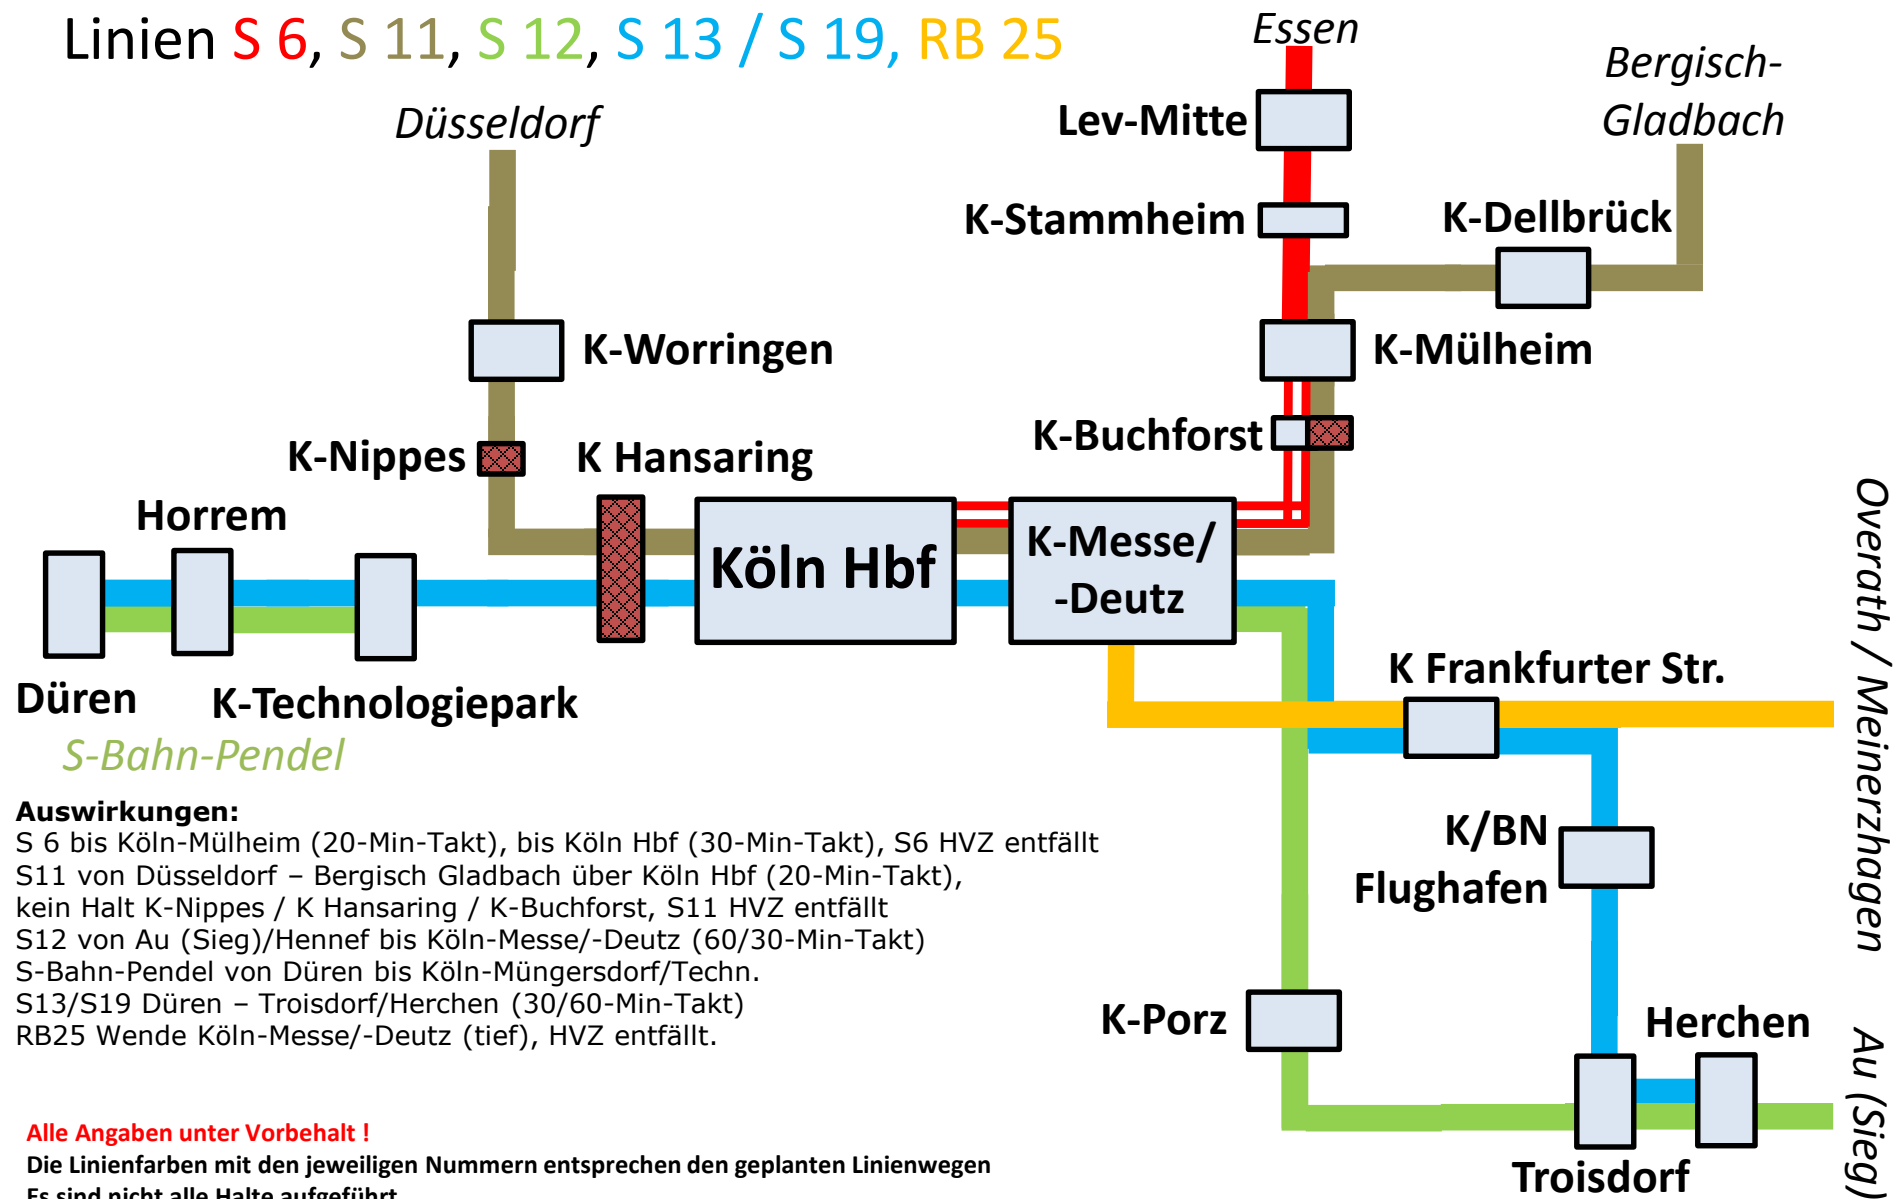 Linien S 6, S 11, S 12, S 13 / S 19, RB 25
Essen
Bergisch-
Gladbach
Düsseldorf
Lev-Mitte
K-Stammheim
K-Dellbrück
K-Worringen
K-Mülheim
K-Buchforst
K-Nippes
K Hansaring
Horrem
Köln Hbf
K-Messe/
-Deutz
Düren
K-Technologiepark
S-Bahn-Pendel
K Frankfurter Str.
Overath / Meinerzhagen
K/BN
Flughafen
K-Porz
Herchen
Troisdorf
Au (Sieg)
Auswirkungen:
S 6 bis Köln-Mülheim (20-Min-Takt), bis Köln Hbf (30-Min-Takt), S6 HVZ entfällt
S11 von Düsseldorf – Bergisch Gladbach über Köln Hbf (20-Min-Takt),
kein Halt K-Nippes / K Hansaring / K-Buchforst, S11 HVZ entfällt
S12 von Au (Sieg)/Hennef bis Köln-Messe/-Deutz (60/30-Min-Takt)
S-Bahn-Pendel von Düren bis Köln-Müngersdorf/Techn.
S13/S19 Düren – Troisdorf/Herchen (30/60-Min-Takt)
RB25 Wende Köln-Messe/-Deutz (tief), HVZ entfällt.
Alle Angaben unter Vorbehalt !
Die Linienfarben mit den jeweiligen Nummern entsprechen den geplanten Linienwegen
Es sind nicht alle Halte aufgeführt